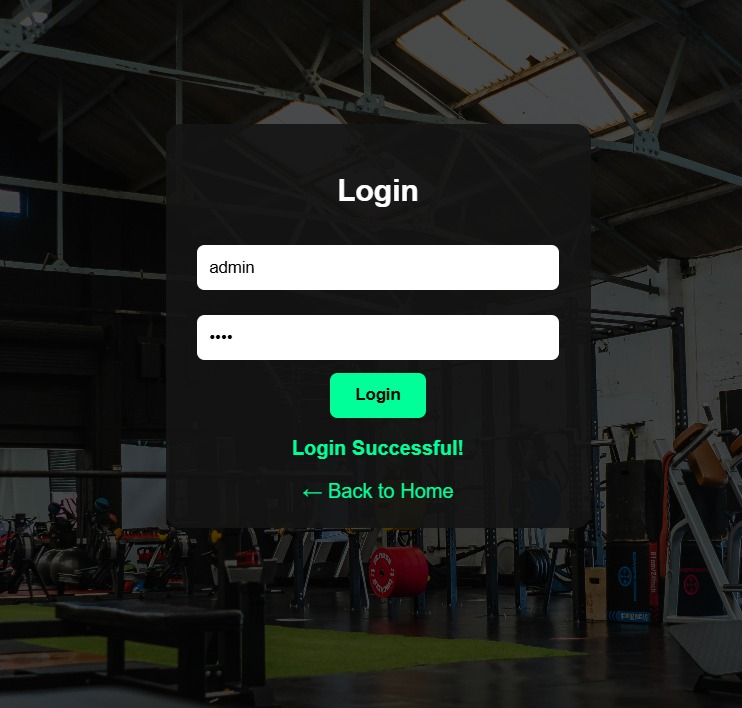 Login
admin
••••
Login
Login Successful!
← Back to Home